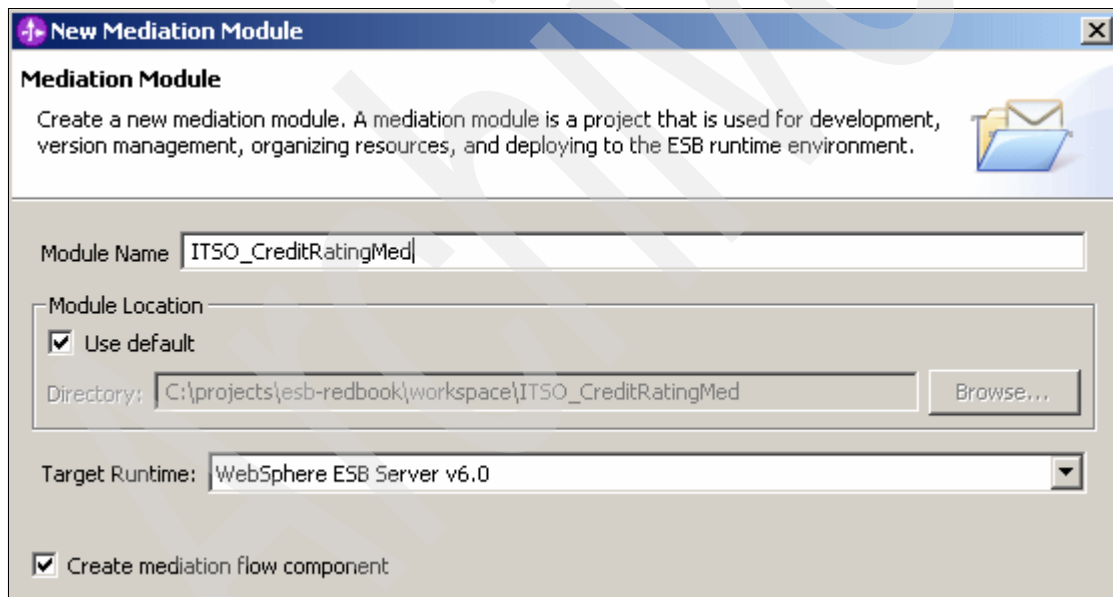 New Mediation Module
Mediation Module
Create a new mediation module. A mediation module is a project that is used for development,
version management, organizing resources, and deploying to the ESB runtime environment.
Module Name ITSO_CreditRatingMed
Module Location
Use default
Directory: C:\projects\esb-redbook\workspace\ITSO_CreditRatingMed Browse...
Target Runtime: WebSphere ESB Server v6.0
Create mediation flow component